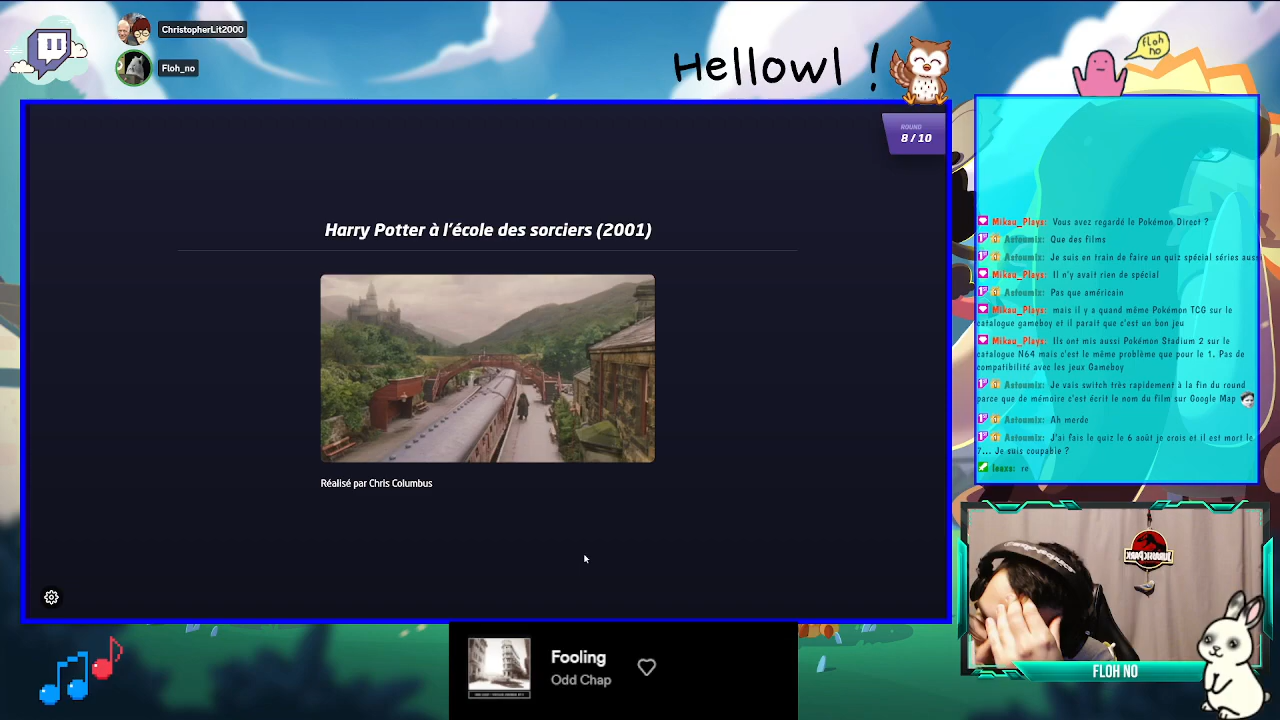 ChristopherLit2000
Floh_no
Hellowl !
floh
no
ROUND
8 / 10
Harry Potter à l'école des sorciers (2001)
Réalisé par Chris Columbus
Mikau_Plays: Vous avez regardé le Pokémon Direct ?
Astoumix: Que des films
Astoumix: Je suis en train de faire un quiz spécial séries auss
Mikau_Plays: Il n'y avait rien de spécial
Astoumix: Pas que américain
Mikau_Plays: mais il y a quand même Pokémon TCG sur le
catalogue gameboy et il parait que c'est un bon jeu
Mikau_Plays: Ils ont mis aussi Pokémon Stadium 2 sur le
catalogue N64 mais c'est le même problème que pour le 1. Pas de
compatibilité avec les jeux Gameboy
Astoumix: Je vais switch très rapidement à la fin du round
parce que de mémoire c'est écrit le nom du film sur Google Map
Astoumix: Ah merde
Astoumix: J'ai fais le quiz le 6 août je crois et il est mort le
7... Je suis coupable ?
re
JURASSIC PARK
FLOH NO
Fooling
Odd Chap